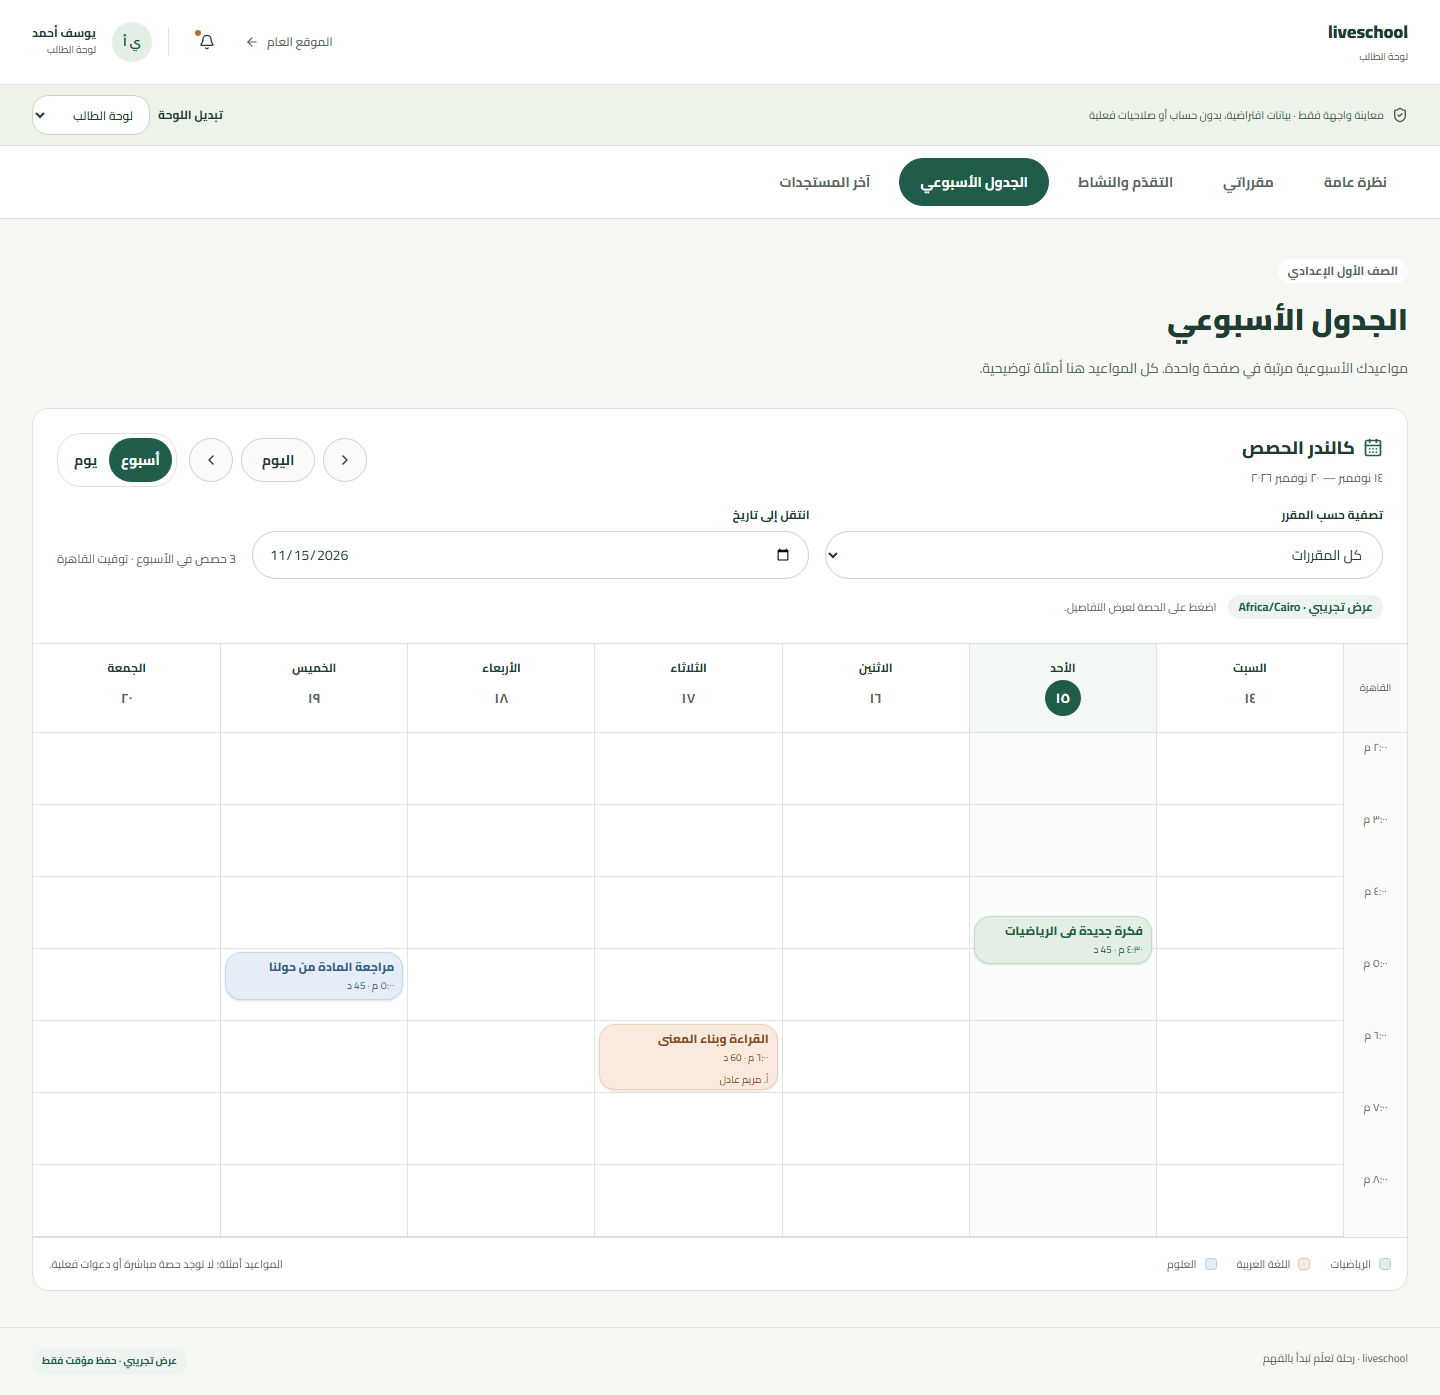 liveschool
لوحة الطالب
الموقع العام
ي أ
يوسف أحمد
لوحة الطالب
معاينة واجهة فقط · بيانات افتراضية، بدون حساب أو صلاحيات فعلية
تبديل اللوحة
لوحة الطالب
نظرة عامة
مقرراتي
التقدّم والنشاط
الجدول الأسبوعي
آخر المستجدات
الصف الأول الإعدادي
الجدول الأسبوعي
مواعيدك الأسبوعية مرتبة في صفحة واحدة. كل المواعيد هنا أمثلة توضيحية.
كالندر الحصص
١٤ نوفمبر — ٢٠ نوفمبر ٢٠٢٦
اليوم
أسبوع
يوم
تصفية حسب المقرر
كل المقررات
انتقل إلى تاريخ
11/15/2026
3 حصص في الأسبوع · توقيت القاهرة
عرض تجريبي · Africa/Cairo
اضغط على الحصة لعرض التفاصيل.
القاهرة
السبت
١٤
الأحد
١٥
الاثنين
١٦
الثلاثاء
١٧
الأربعاء
١٨
الخميس
١٩
الجمعة
٢٠
٢:٠٠ م
٣:٠٠ م
٤:٠٠ م
فكرة جديدة في الرياضيات
٤:٣٠ م · 45 د
٥:٠٠ م
مراجعة المادة من حولنا
٥:٠٠ م · 45 د
٦:٠٠ م
القراءة وبناء المعنى
٦:٠٠ م · 60 د
أ. مريم عادل
٧:٠٠ م
٨:٠٠ م
الرياضيات
اللغة العربية
العلوم
المواعيد أمثلة؛ لا توجد حصة مباشرة أو دعوات فعلية.
liveschool · رحلة تعلّم تبدأ بالفهم
عرض تجريبي · حفظ مؤقت فقط